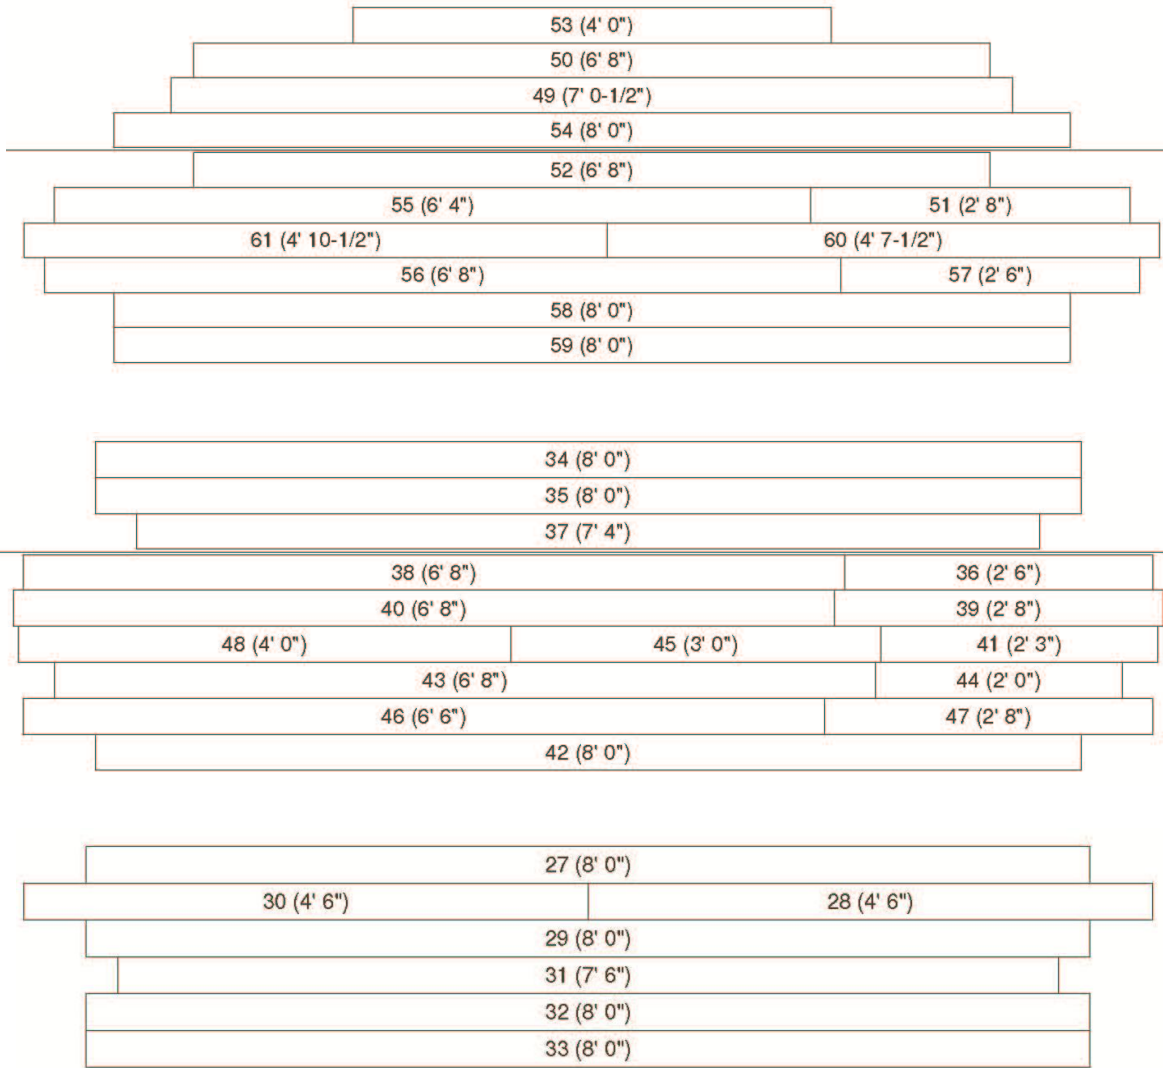 53 (4' 0")
50 (6' 8")
49 (7' 0-1/2")
54 (8' 0")
52 (6' 8")
55 (6' 4") 51 (2' 8")
61 (4' 10-1/2") 60 (4' 7-1/2")
56 (6' 8") 57 (2' 6")
58 (8' 0")
59 (8' 0")
34 (8' 0")
35 (8' 0")
37 (7' 4")
38 (6' 8") 36 (2' 6")
40 (6' 8") 39 (2' 8")
48 (4' 0") 45 (3' 0") 41 (2' 3")
43 (6' 8") 44 (2' 0")
46 (6' 6") 47 (2' 8")
42 (8' 0")
27 (8' 0")
30 (4' 6") 28 (4' 6")
29 (8' 0")
31 (7' 6")
32 (8' 0")
33 (8' 0")